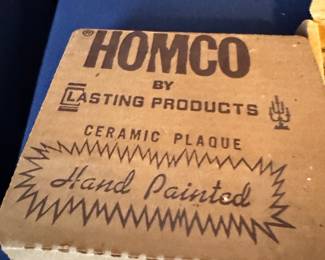 ® HOMCO
BY
LASTING PRODUCTS
CERAMIC PLAQUE
Hand Painted